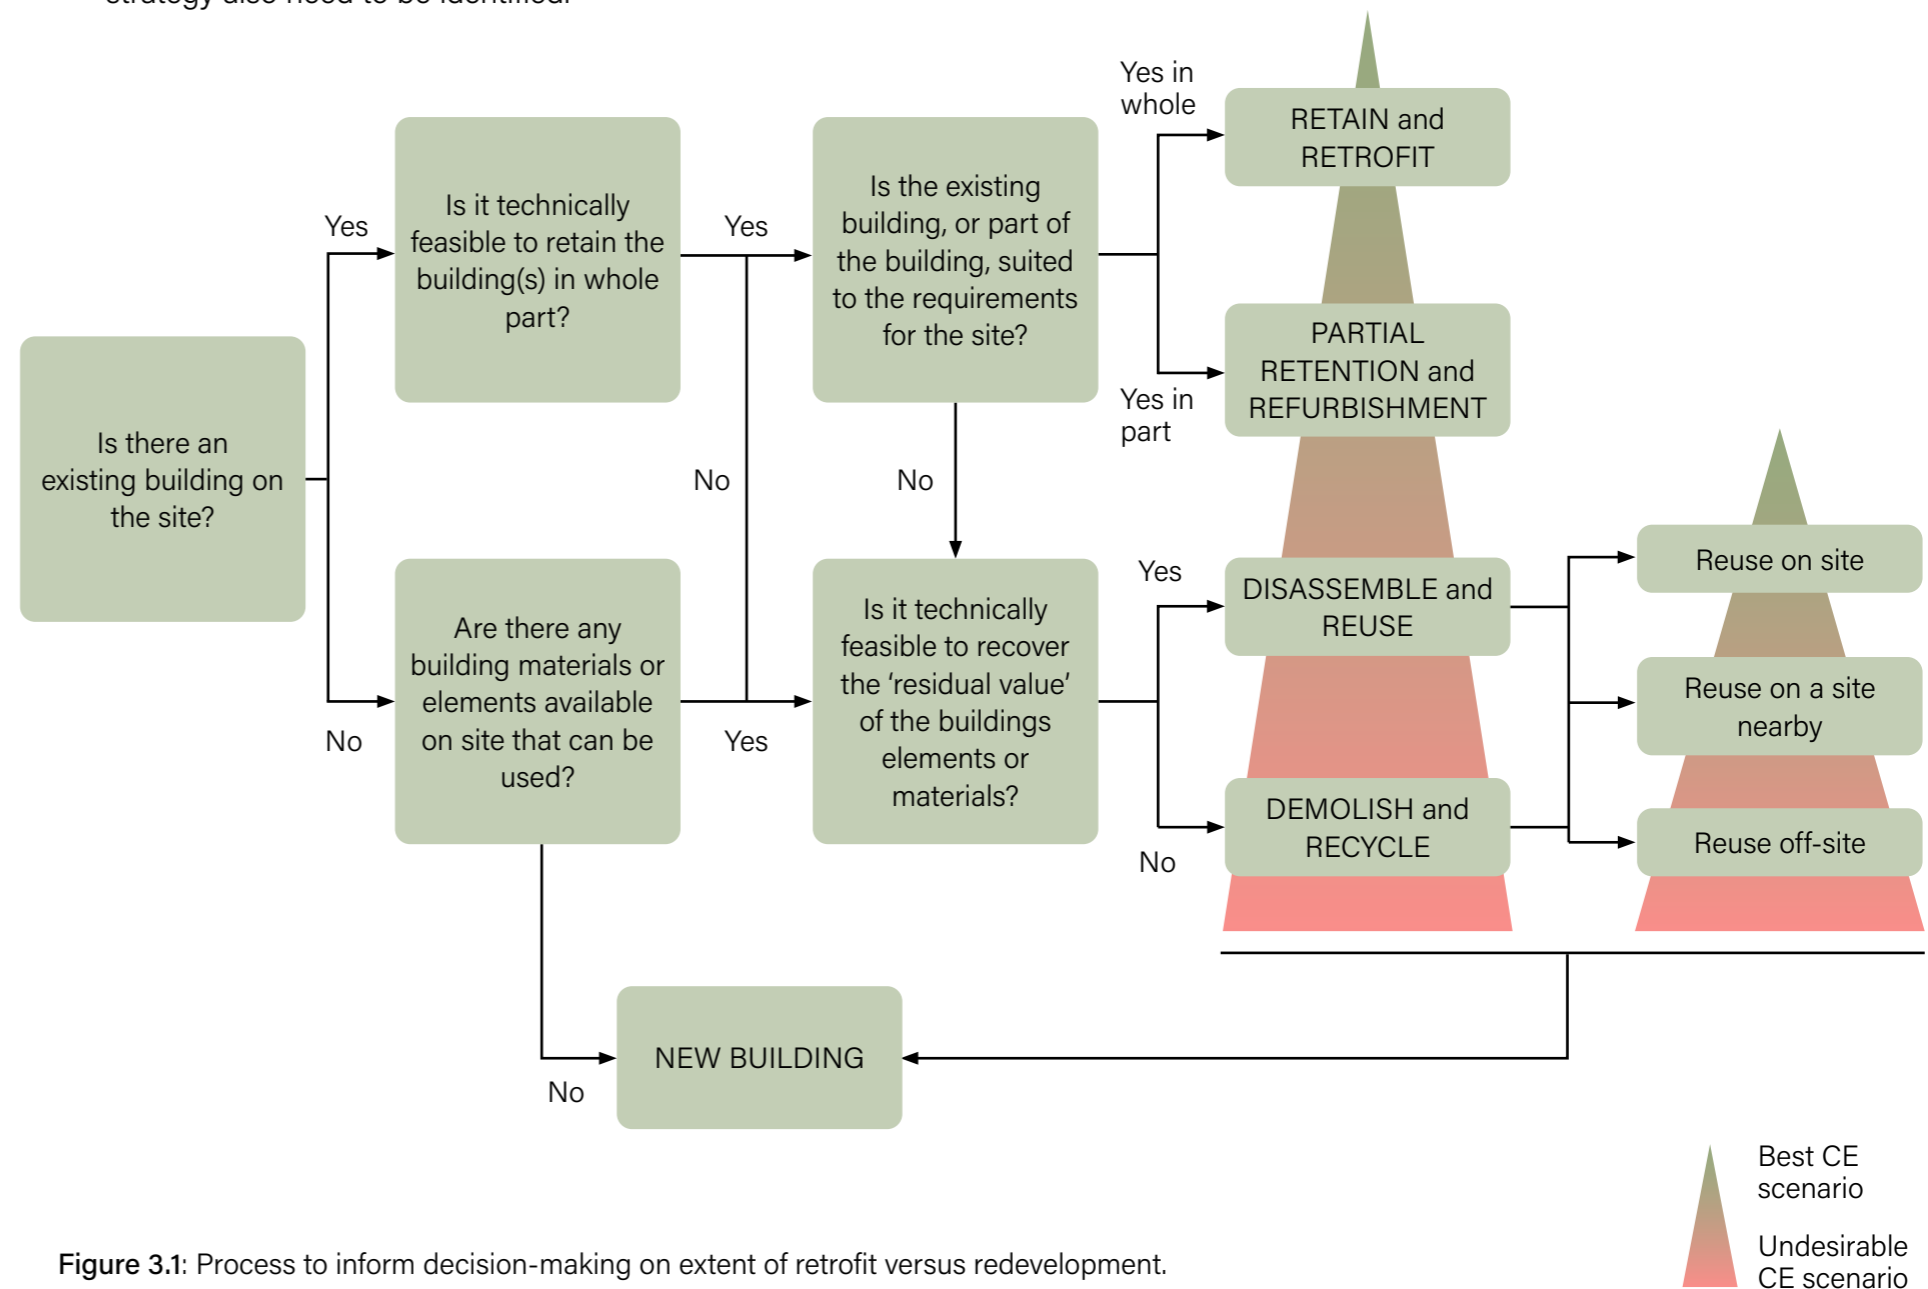 strategy also need to be identified.
Is there an
existing building on
the site?
Yes
No
Is it technically
feasible to retain the
building(s) in whole
part?
Are there any
building materials or
elements available
on site that can be
used?
Yes
No
Yes
Is the existing
building, or part of
the building, suited
to the requirements
for the site?
No
Is it technically
feasible to recover
the ‘residual value’
of the buildings
elements or
materials?
Yes in
whole
Yes in
part
Yes
No
RETAIN and
RETROFIT
PARTIAL
RETENTION and
REFURBISHMENT
DISASSEMBLE and
REUSE
DEMOLISH and
RECYCLE
Reuse on site
Reuse on a site
nearby
Reuse off-site
No
NEW BUILDING
Best CE
scenario
Undesirable
CE scenario
Figure 3.1: Process to inform decision-making on extent of retrofit versus redevelopment.